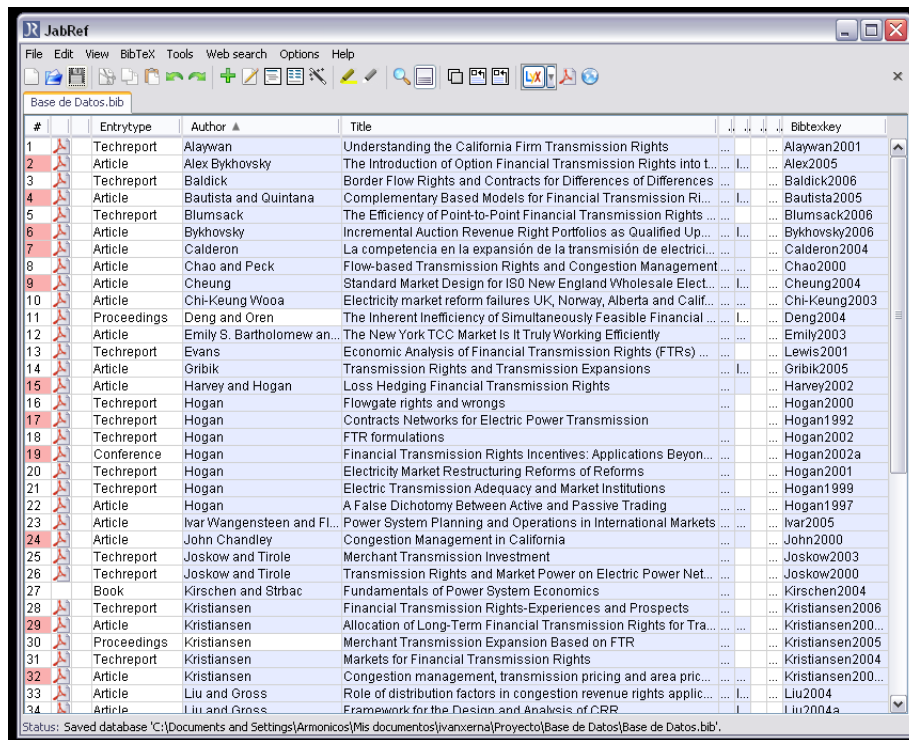 JabRef
File Edit View BibTeX Tools Web search Options Help
Base de Datos.bib
# Entrytype Author Title .. .. .. .. Bibtexkey
1 Techreport Alaywan Understanding the California Firm Transmission Rights ... ... Alaywan2001
2 Article Alex Bykhovsky The Introduction of Option Financial Transmission Rights into t... ... I... ... Alex2005
3 Techreport Baldick Border Flow Rights and Contracts for Differences of Differences ... ... ... Baldick2006
4 Article Bautista and Quintana Complementary Based Models for Financial Transmission Ri... ... I... ... Bautista2005
5 Techreport Blumsack The Efficiency of Point-to-Point Financial Transmission Rights ... ... ... Blumsack2006
6 Article Bykhovsky Incremental Auction Revenue Right Portfolios as Qualified Up... ... I... ... Bykhovsky2006
7 Article Calderon La competencia en la expansión de la transmisión de electrici... ... ... Calderon2004
8 Article Chao and Peck Flow-based Transmission Rights and Congestion Management ... ... ... Chao2000
9 Article Cheung Standard Market Design for IS0 New England Wholesale Elect... ... I... ... Cheung2004
10 Article Chi-Keung Wooa Electricity market reform failures UK, Norway, Alberta and Calif... ... ... ... Chi-Keung2003
11 Proceedings Deng and Oren The Inherent Inefficiency of Simultaneously Feasible Financial ... ... I... ... Deng2004
12 Article Emily S. Bartholomew an... The New York TCC Market Is It Truly Working Efficiently ... ... ... Emily2003
13 Techreport Evans Economic Analysis of Financial Transmission Rights (FTRs) ... ... ... Lewis2001
14 Article Gribik Transmission Rights and Transmission Expansions ... I... ... Gribik2005
15 Article Harvey and Hogan Loss Hedging Financial Transmission Rights ... ... Harvey2002
16 Techreport Hogan Flowgate rights and wrongs ... ... Hogan2000
17 Techreport Hogan Contracts Networks for Electric Power Transmission ... Hogan1992
18 Techreport Hogan FTR formulations ... ... Hogan2002
19 Conference Hogan Financial Transmission Rights Incentives: Applications Beyon... ... ... Hogan2002a
20 Techreport Hogan Electricity Market Restructuring Reforms of Reforms ... ... Hogan2001
21 Techreport Hogan Electric Transmission Adequacy and Market Institutions ... ... Hogan1999
22 Article Hogan A False Dichotomy Between Active and Passive Trading ... ... ... Hogan1997
23 Article Ivar Wangensteen and Fl... Power System Planning and Operations in International Markets ... ... ... Ivar2005
24 Article John Chandley Congestion Management in California ... ... John2000
25 Techreport Joskow and Tirole Merchant Transmission Investment ... ... Joskow2003
26 Techreport Joskow and Tirole Transmission Rights and Market Power on Electric Power Net... ... ... Joskow2000
27 Book Kirschen and Strbac Fundamentals of Power System Economics ... ... Kirschen2004
28 Techreport Kristiansen Financial Transmission Rights-Experiences and Prospects ... ... Kristiansen2006
29 Article Kristiansen Allocation of Long-Term Financial Transmission Rights for Tra... ... ... ... Kristiansen200...
30 Proceedings Kristiansen Merchant Transmission Expansion Based on FTR ... ... Kristiansen2005
31 Techreport Kristiansen Markets for Financial Transmission Rights ... ... Kristiansen2004
32 Article Kristiansen Congestion management, transmission pricing and area pric... ... ... ... Kristiansen200...
33 Article Liu and Gross Role of distribution factors in congestion revenue rights applic... ... I... ... Liu2004
34 Article Liu and Gross Framework for the Design and Analysis of CRR ... I... ... Liu2004a
Status: Saved database 'C:\Documents and Settings\Armonicos\Mis documentos\ivanxerna\Proyecto\Base de Datos\Base de Datos.bib'.